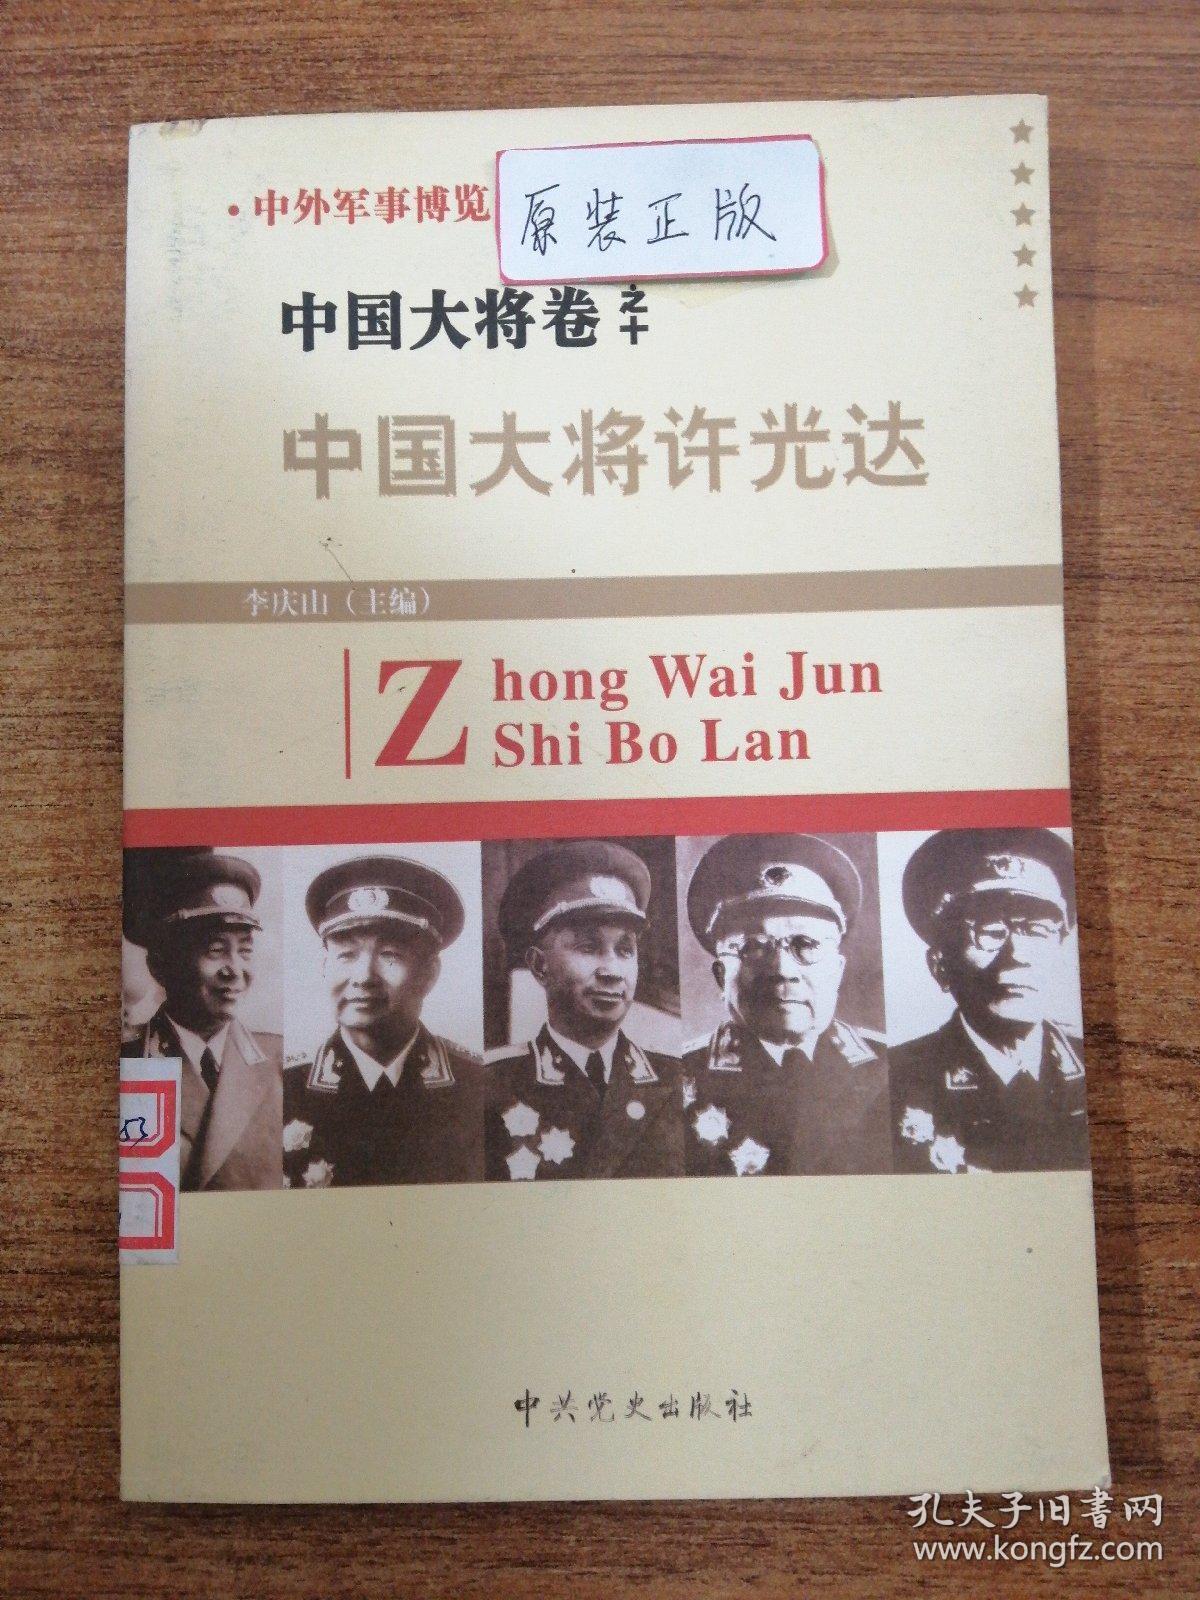 ·中外军事博览
原装正版
中国大将卷之十
中国大将许光达
李庆山（主编）
Zhong Wai Jun
Shi Bo Lan
53
中共党史出版社
孔夫子旧书网
www.kongfz.com